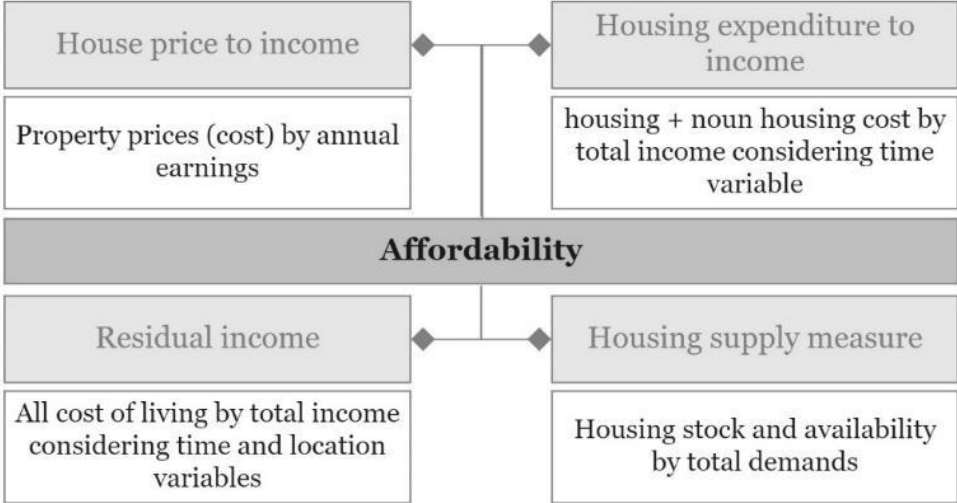 House price to income
Property prices (cost) by annual
earnings
Housing expenditure to
income
housing + noun housing cost by
total income considering time
variable
Affordability
Residual income
All cost of living by total income
considering time and location
variables
Housing supply measure
Housing stock and availability
by total demands